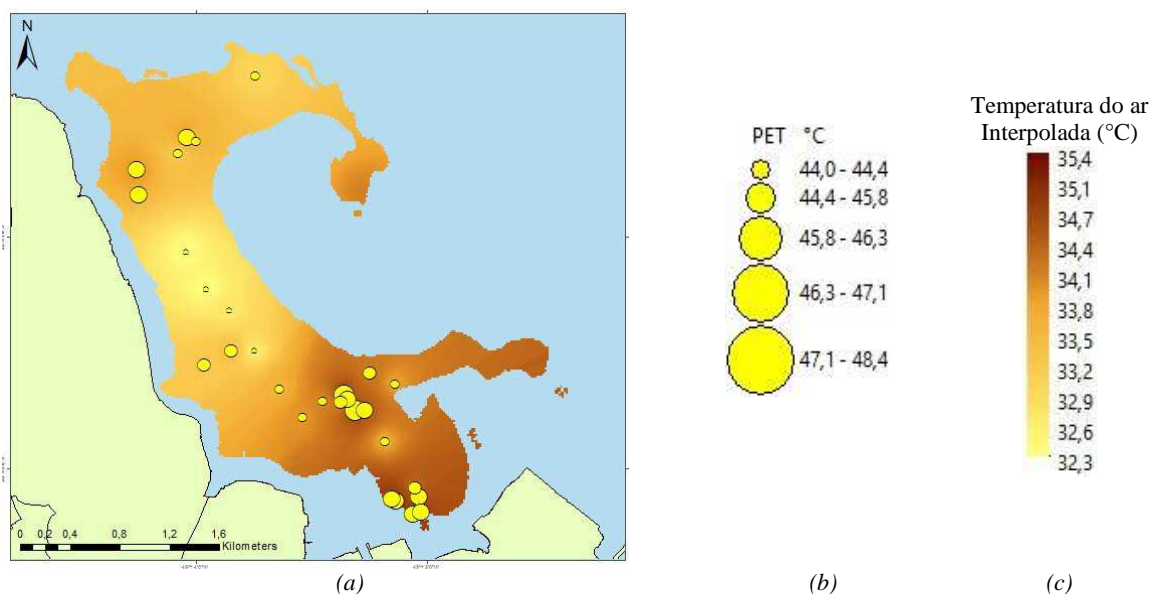 N
0 0,2 0,4 0,8 1,2 1,6
Kilometers
(a)
PET °C
44,0 - 44,4
44,4 - 45,8
45,8 - 46,3
46,3 - 47,1
47,1 - 48,4
(b)
Temperatura do ar
Interpolada (°C)
35,4
35,1
34,7
34,4
34,1
33,8
33,5
33,2
32,9
32,6
32,3
(c)